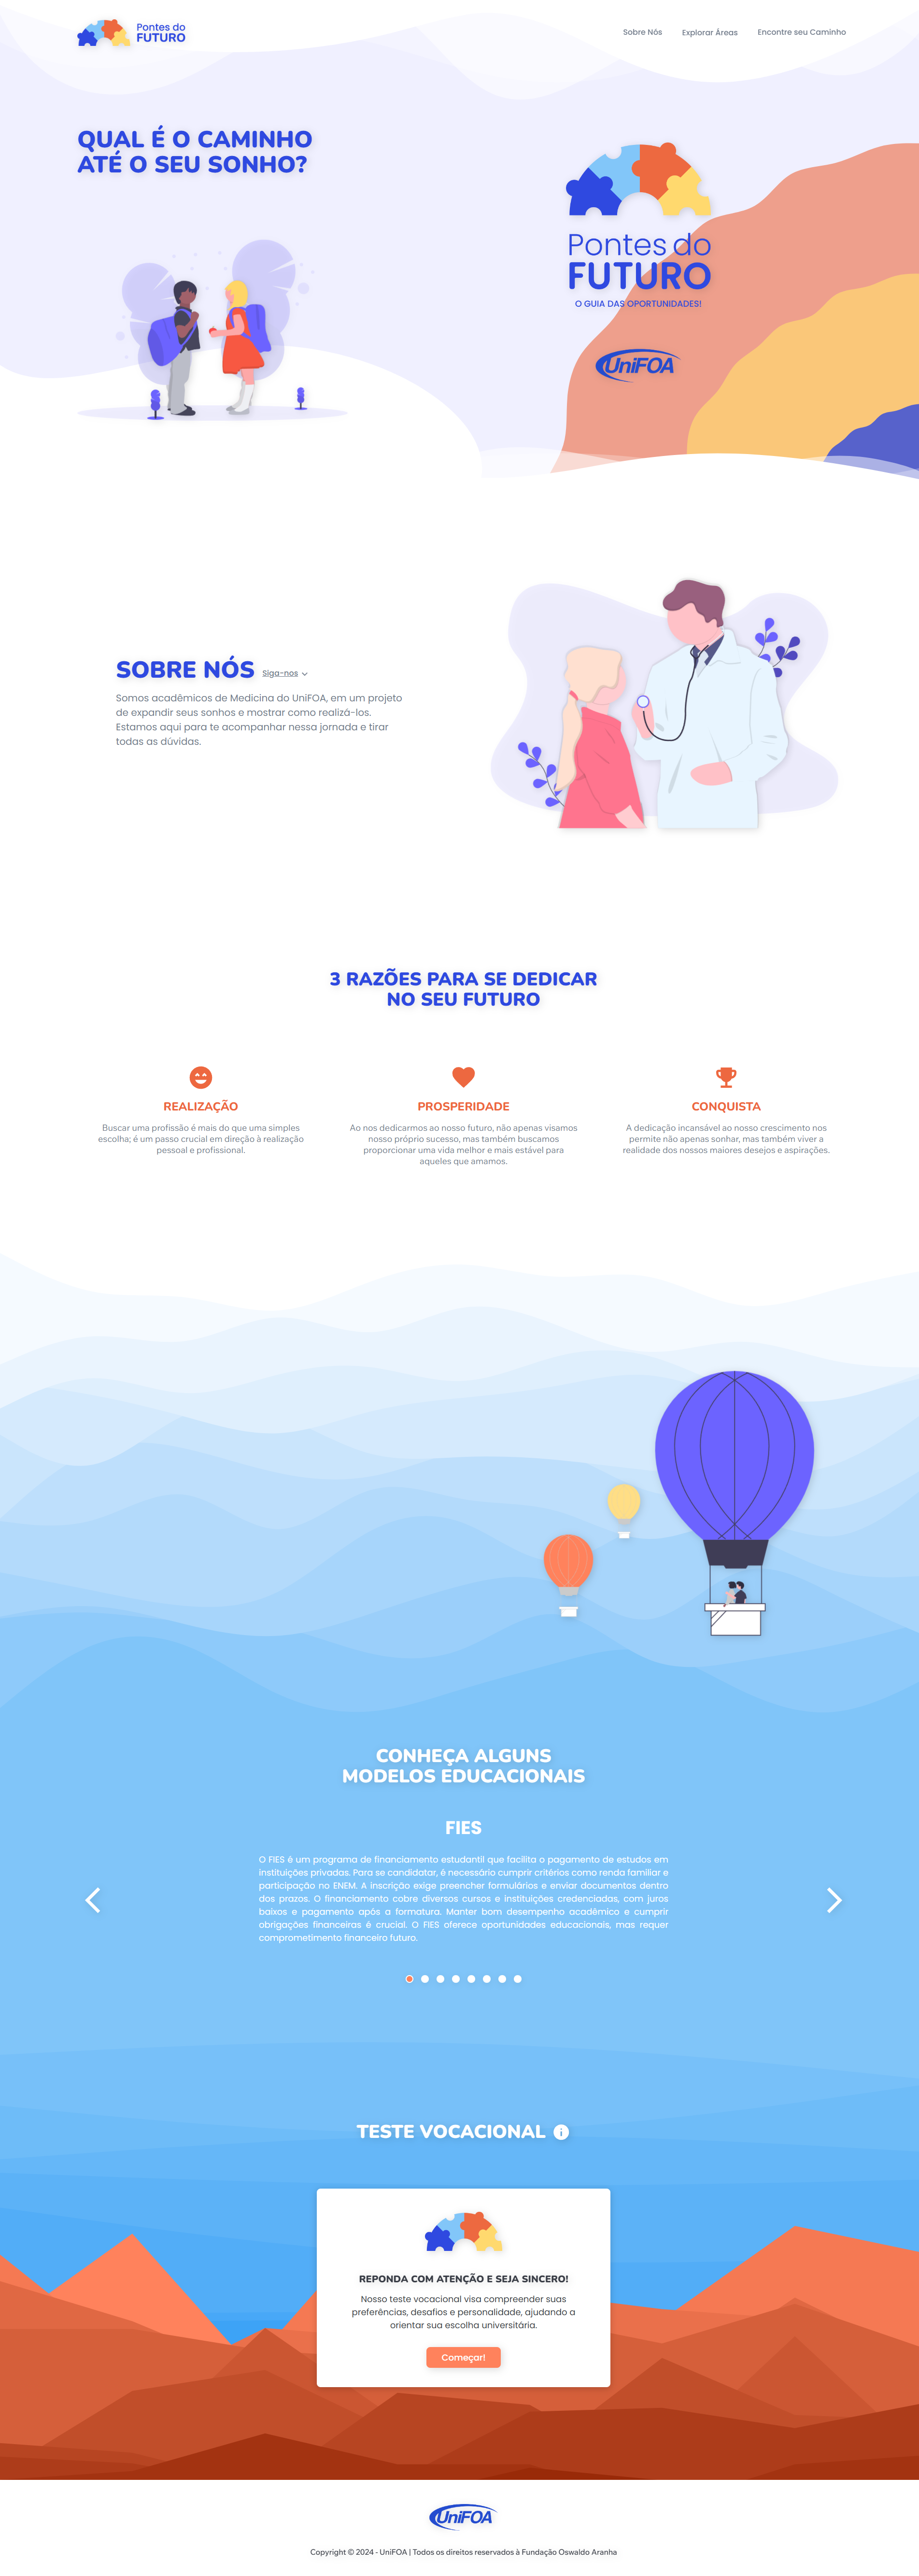 Pontes do
FUTURO
Sobre Nós
Explorar Áreas
Encontre seu Caminho
QUAL É O CAMINHO
ATÉ O SEU SONHO?
Pontes do
FUTURO
O GUIA DAS OPORTUNIDADES!
UniFOA
SOBRE NÓS Siga-nos
Somos acadêmicos de Medicina do UniFOA, em um projeto
de expandir seus sonhos e mostrar como realizá-los.
Estamos aqui para te acompanhar nessa jornada e tirar
todas as dúvidas.
3 RAZÕES PARA SE DEDICAR
NO SEU FUTURO
REALIZAÇÃO
Buscar uma profissão é mais do que uma simples
escolha; é um passo crucial em direção à realização
pessoal e profissional.
PROSPERIDADE
Ao nos dedicarmos ao nosso futuro, não apenas visamos
nosso próprio sucesso, mas também buscamos
proporcionar uma vida melhor e mais estável para
aqueles que amamos.
CONQUISTA
A dedicação incansável ao nosso crescimento nos
permite não apenas sonhar, mas também viver a
realidade dos nossos maiores desejos e aspirações.
CONHEÇA ALGUNS
MODELOS EDUCACIONAIS
FIES
O FIES é um programa de financiamento estudantil que facilita o pagamento de estudos em
instituições privadas. Para se candidatar, é necessário cumprir critérios como renda familiar e
participação no ENEM. A inscrição exige preencher formulários e enviar documentos dentro
dos prazos. O financiamento cobre diversos cursos e instituições credenciadas, com juros
baixos e pagamento após a formatura. Manter bom desempenho acadêmico e cumprir
obrigações financeiras é crucial. O FIES oferece oportunidades educacionais, mas requer
comprometimento financeiro futuro.
TESTE VOCACIONAL
REPONDA COM ATENÇÃO E SEJA SINCERO!
Nosso teste vocacional visa compreender suas
preferências, desafios e personalidade, ajudando a
orientar sua escolha universitária.
Começar!
UniFOA
Copyright © 2024 - UniFOA | Todos os direitos reservados à Fundação Oswaldo Aranha